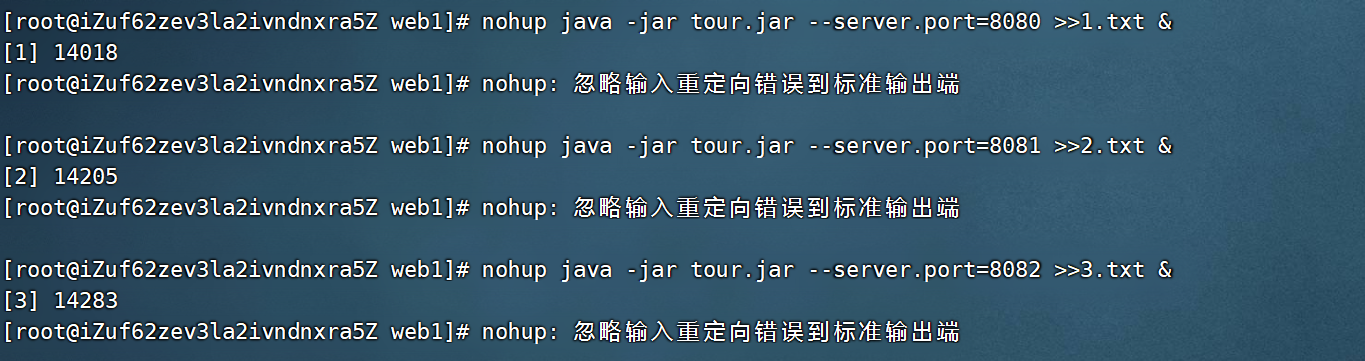 [root@iZuf62zev3la2ivndnxra5Z web1]# nohup java -jar tour.jar --server.port=8080 >>1.txt &
[1] 14018
[root@iZuf62zev3la2ivndnxra5Z web1]# nohup: 忽略输入重定向错误到标准输出端
[root@iZuf62zev3la2ivndnxra5Z web1]# nohup java -jar tour.jar --server.port=8081 >>2.txt &
[2] 14205
[root@iZuf62zev3la2ivndnxra5Z web1]# nohup: 忽略输入重定向错误到标准输出端
[root@iZuf62zev3la2ivndnxra5Z web1]# nohup java -jar tour.jar --server.port=8082 >>3.txt &
[3] 14283
[root@iZuf62zev3la2ivndnxra5Z web1]# nohup: 忽略输入重定向错误到标准输出端